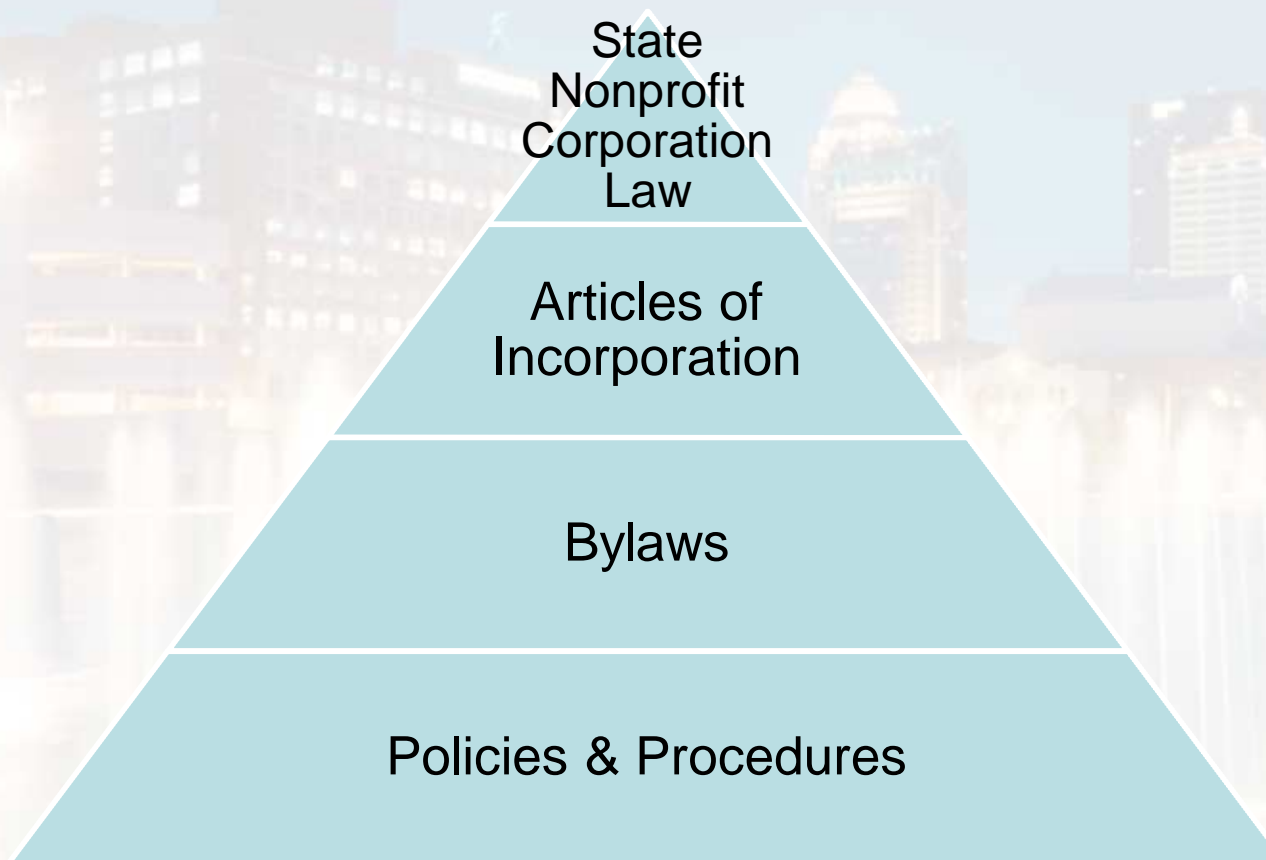 State
Nonprofit
Corporation
Law
Articles of
Incorporation
Bylaws
Policies & Procedures